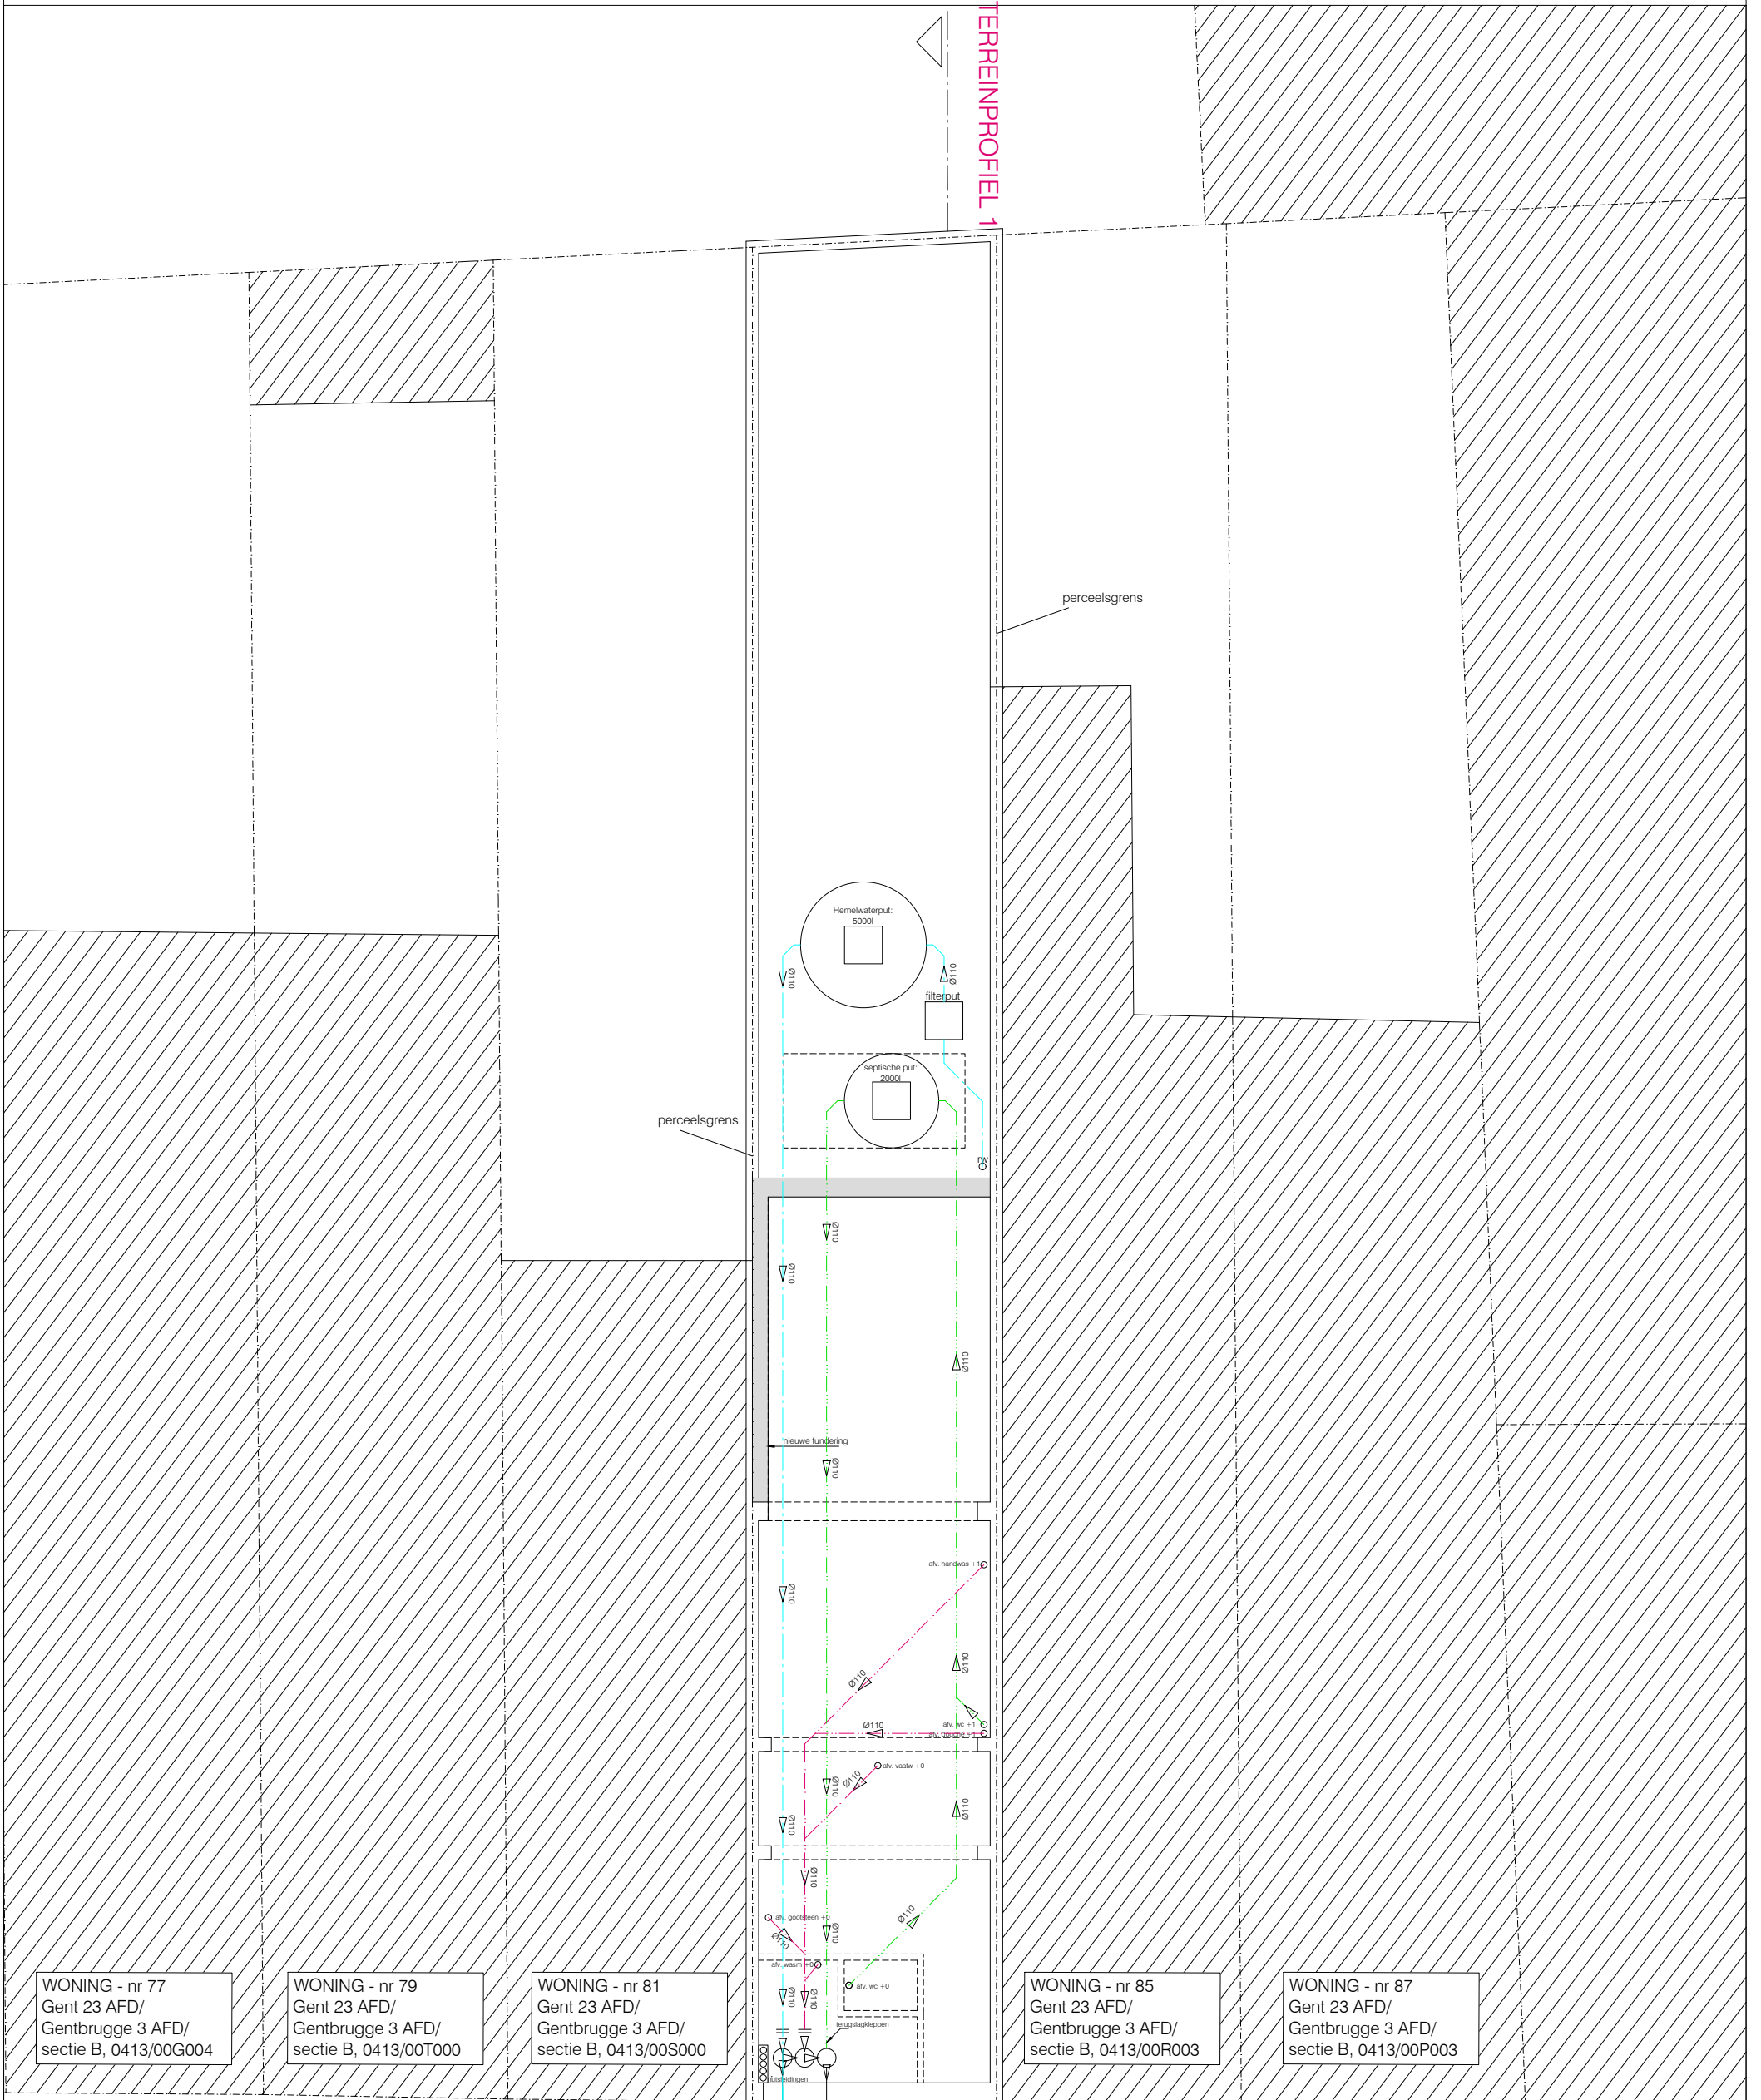 TERREINPROFIEL 1
perceelsgrens
Hemelwaterput:
5000l
Ø110
Ø110
filterput
septische put:
2000l
perceelsgrens
rw
Ø110
Ø110
Ø110
nieuwe fundering
Ø110
afv. handwas +1
Ø110
Ø110
Ø110
afv. wc +1
Ø110
afv. douche +1
afv. vaatw +0
Ø110
Ø110
Ø110
Ø110
Ø110
afv. gootsteen +0
Ø110
Ø110
Ø110
afv. wasm +0
afv. wc +0
Ø110
Ø110
terugslagkleppen
nutsleidingen
WONING - nr 77
Gent 23 AFD/
Gentbrugge 3 AFD/
sectie B, 0413/00G004
WONING - nr 79
Gent 23 AFD/
Gentbrugge 3 AFD/
sectie B, 0413/00T000
WONING - nr 81
Gent 23 AFD/
Gentbrugge 3 AFD/
sectie B, 0413/00S000
WONING - nr 85
Gent 23 AFD/
Gentbrugge 3 AFD/
sectie B, 0413/00R003
WONING - nr 87
Gent 23 AFD/
Gentbrugge 3 AFD/
sectie B, 0413/00P003